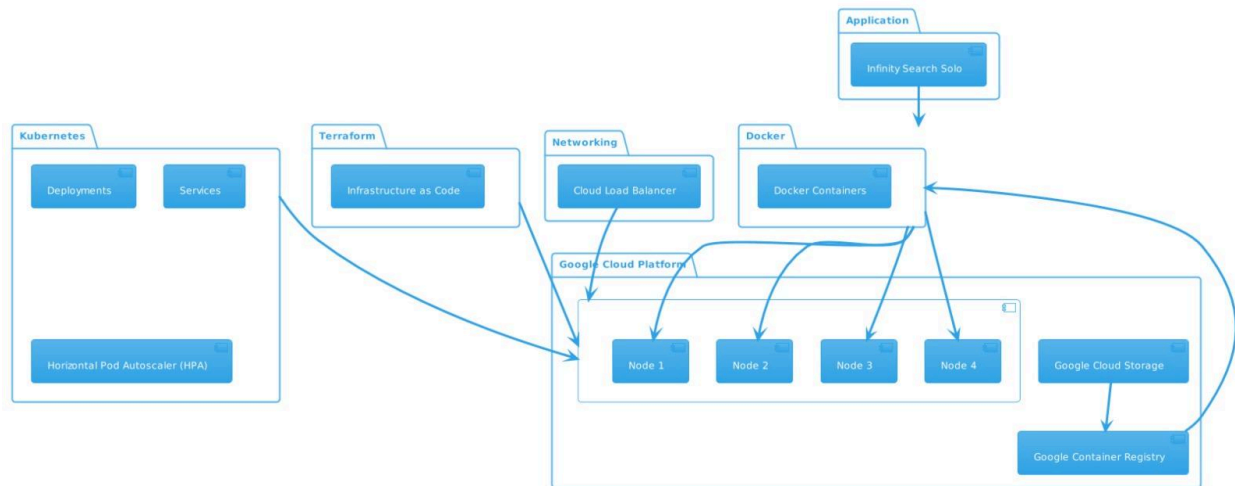 Application
Infinity Search Solo
Kubernetes
Terraform
Networking
Docker
Deployments
Services
Infrastructure as Code
Cloud Load Balancer
Docker Containers
Google Cloud Platform
Horizontal Pod Autoscaler (HPA)
Node 1
Node 2
Node 3
Node 4
Google Cloud Storage
Google Container Registry